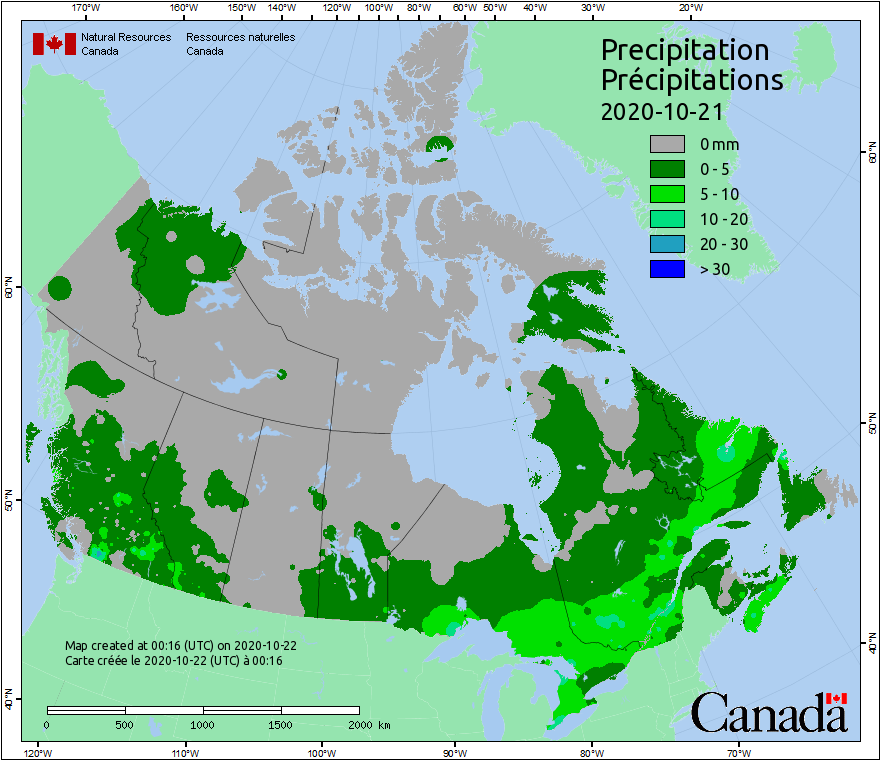 170°W 160°W 150°W 140°W 120°W 100°W 80°W 60°W 50°W 40°W 30°W 20°W
Natural Resources Ressources naturelles
Canada Canada
Precipitation
Précipitations
2020-10-21
0 mm
0 - 5
5 - 10
10 - 20
20 - 30
> 30
60°N
60°N
50°N
50°N
40°N
40°N
Map created at 00:16 (UTC) on 2020-10-22
Carte créée le 2020-10-22 (UTC) à 00:16
0 500 1000 1500 2000 km
Canada
120°W 110°W 100°W 90°W 80°W 70°W